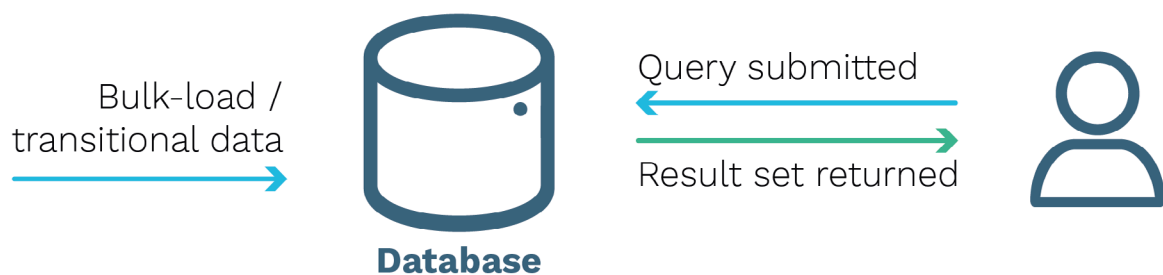 Bulk-load /
transitional data
Database
Query submitted
Result set returned